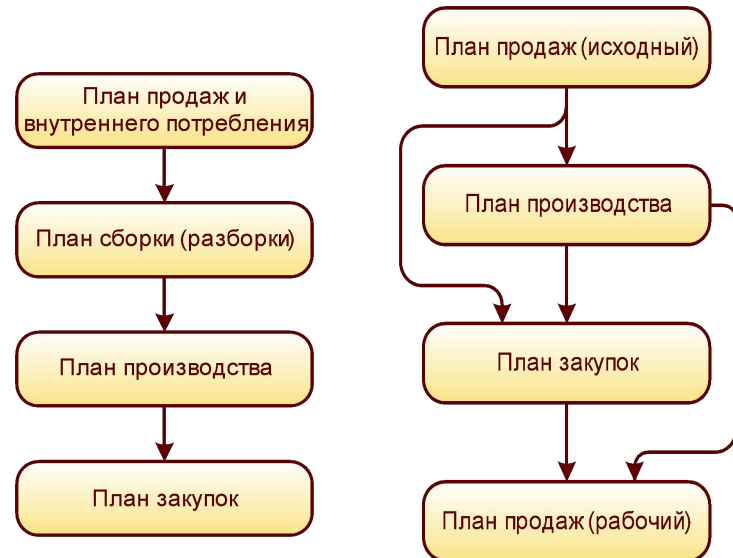 План продаж и
внутреннего потребления
План сборки (разборки)
План производства
План закупок
План продаж (исходный)
План производства
План закупок
План продаж (рабочий)